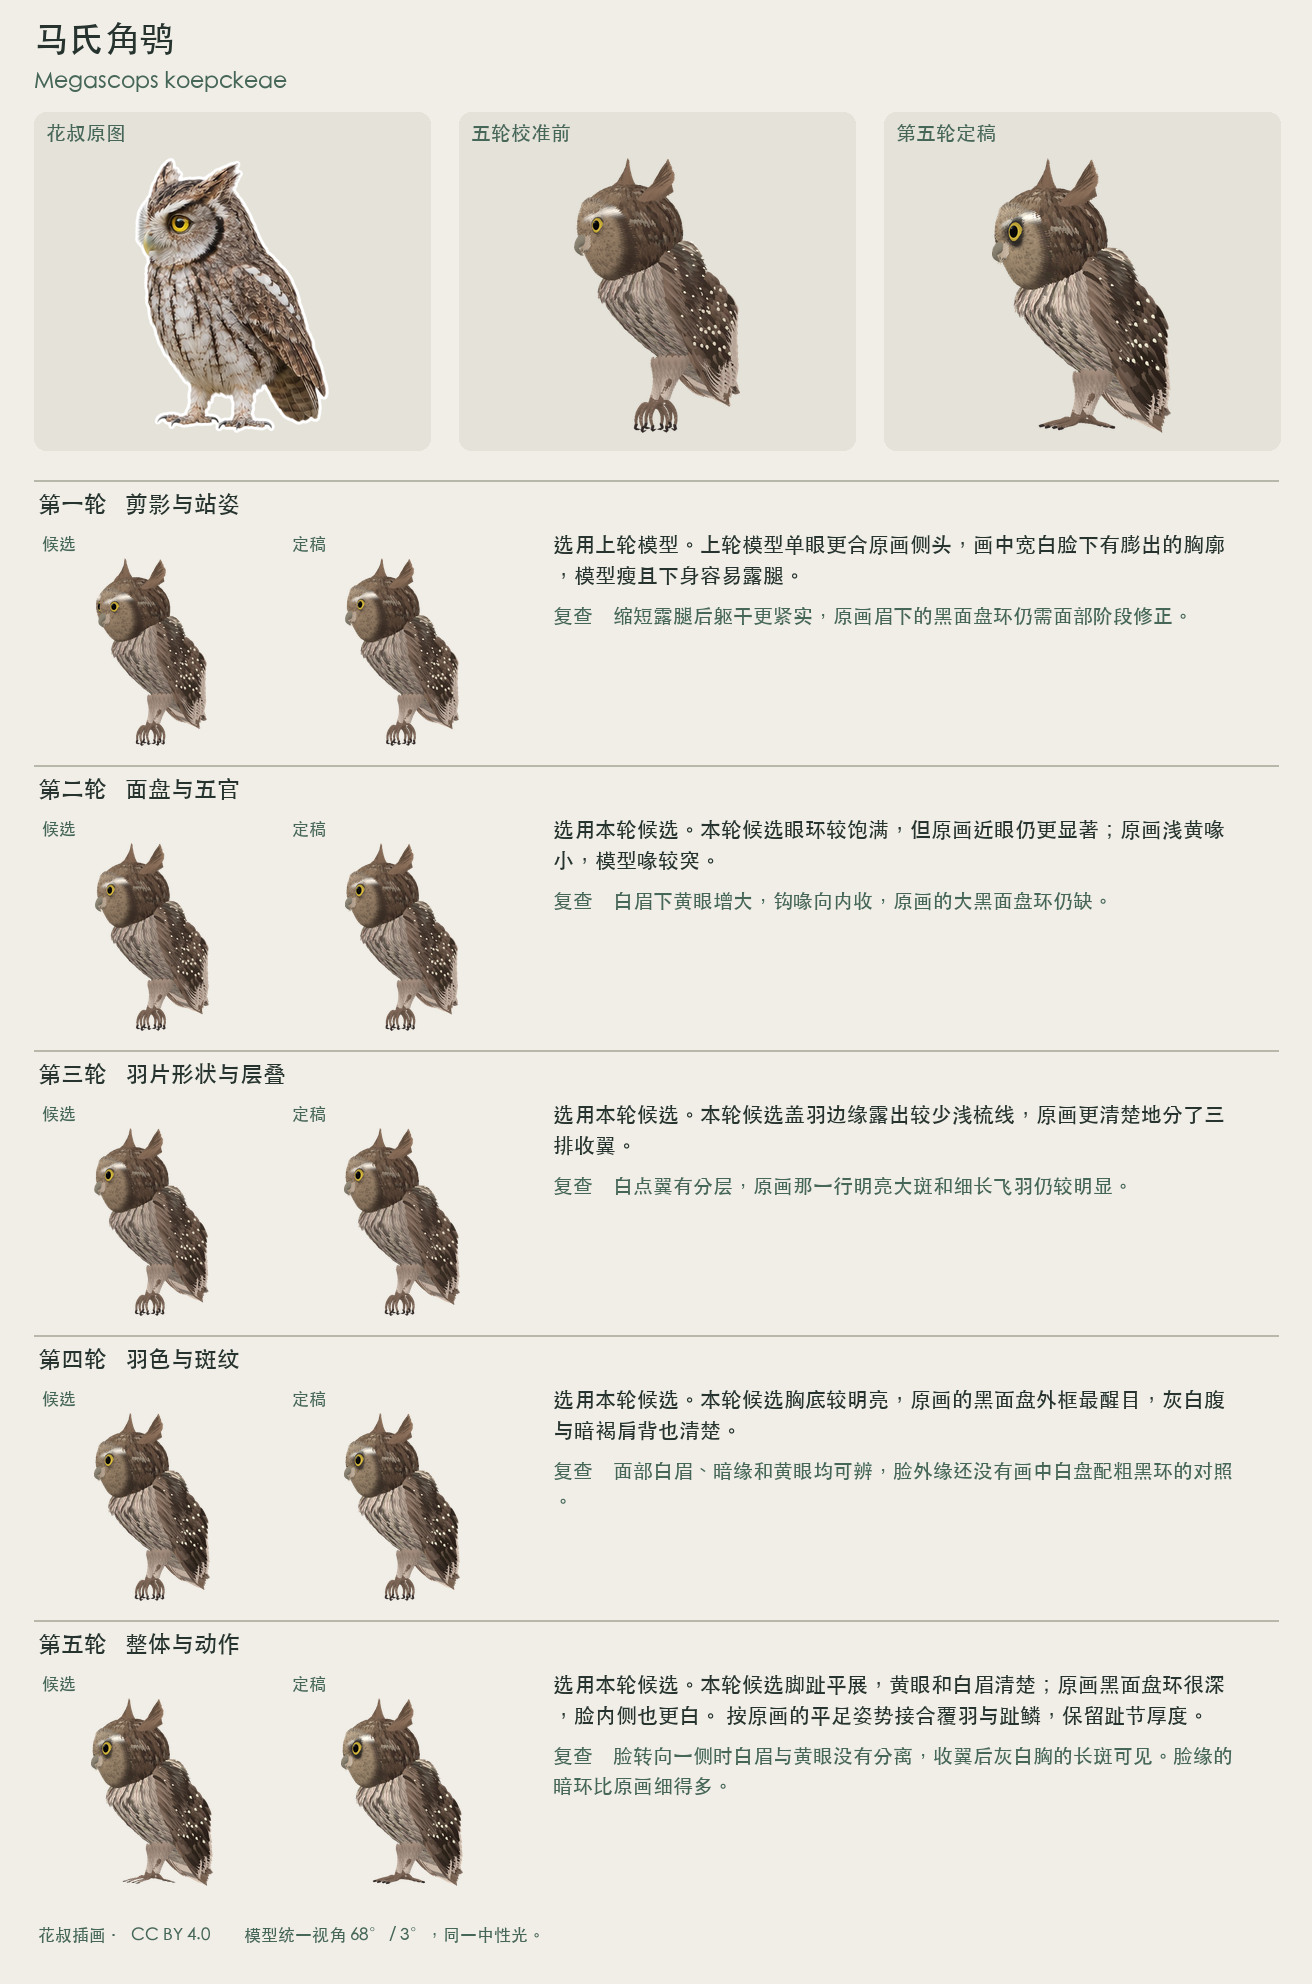 马氏角鸮
Megascops koepckeae
花叔原图
五轮校准前
第五轮定稿
第一轮 剪影与站姿
候选
定稿
选用上轮模型。上轮模型单眼更合原画侧头，画中宽白脸下有膨出的胸廓
，模型瘦且下身容易露腿。
复查 缩短露腿后躯干更紧实，原画眉下的黑面盘环仍需面部阶段修正。
第二轮 面盘与五官
候选
定稿
选用本轮候选。本轮候选眼环较饱满，但原画近眼仍更显著；原画浅黄喙
小，模型喙较突。
复查 白眉下黄眼增大，钩喙向内收，原画的大黑面盘环仍缺。
第三轮 羽片形状与层叠
候选
定稿
选用本轮候选。本轮候选盖羽边缘露出较少浅梳线，原画更清楚地分了三
排收翼。
复查 白点翼有分层，原画那一行明亮大斑和细长飞羽仍较明显。
第四轮 羽色与斑纹
候选
定稿
选用本轮候选。本轮候选胸底较明亮，原画的黑面盘外框最醒目，灰白腹
与暗褐肩背也清楚。
复查 面部白眉、暗缘和黄眼均可辨，脸外缘还没有画中白盘配粗黑环的对照
。
第五轮 整体与动作
候选
定稿
选用本轮候选。本轮候选脚趾平展，黄眼和白眉清楚；原画黑面盘环很深
，脸内侧也更白。 按原画的平足姿势接合覆羽与趾鳞，保留趾节厚度。
复查 脸转向一侧时白眉与黄眼没有分离，收翼后灰白胸的长斑可见。脸缘的
暗环比原画细得多。
花叔插画 · CC BY 4.0 模型统一视角 68° / 3° ，同一中性光。